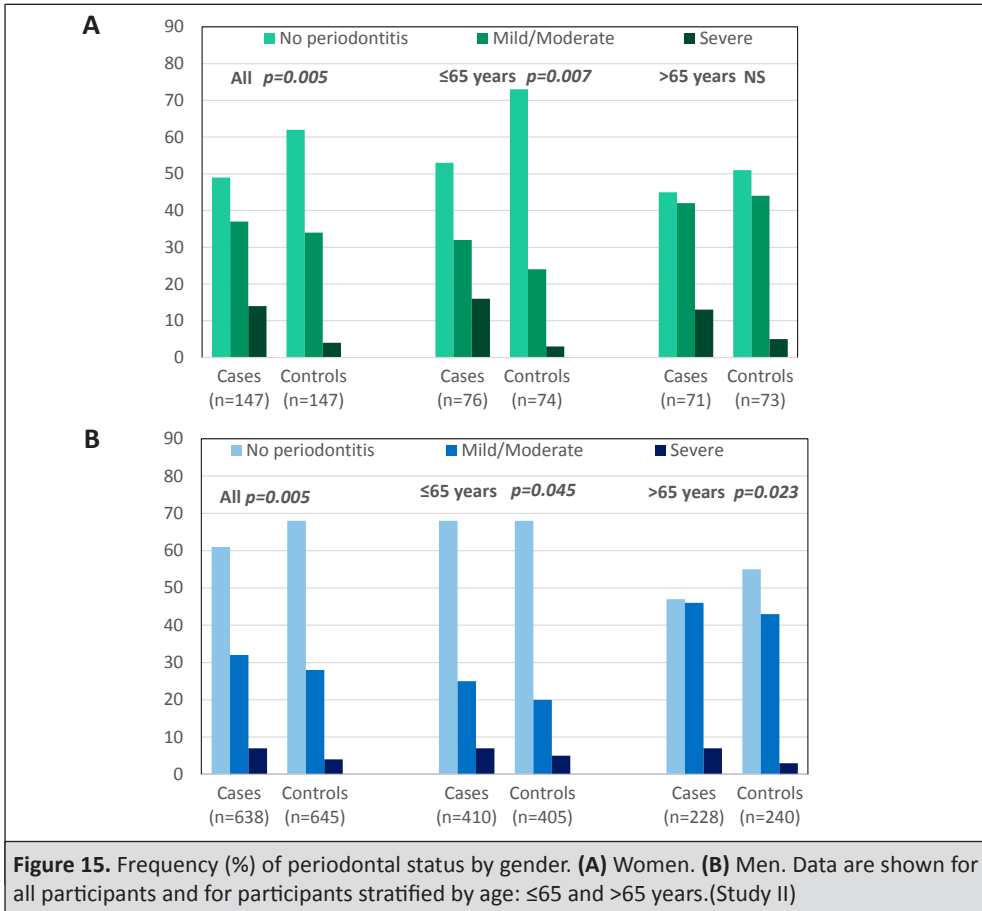 A
No periodontitis Mild/Moderate Severe
All p=0.005 ≤65 years p=0.007 >65 years NS
90
80
70
60
50
40
30
20
10
0
Cases Controls Cases Controls Cases Controls
(n=147) (n=147) (n=76) (n=74) (n=71) (n=73)
B
No periodontitis Mild/Moderate Severe
All p=0.005 ≤65 years p=0.045 >65 years p=0.023
90
80
70
60
50
40
30
20
10
0
Cases Controls Cases Controls Cases Controls
(n=638) (n=645) (n=410) (n=405) (n=228) (n=240)
Figure 15. Frequency (%) of periodontal status by gender. (A) Women. (B) Men. Data are shown for
all participants and for participants stratified by age: ≤65 and >65 years.(Study II)